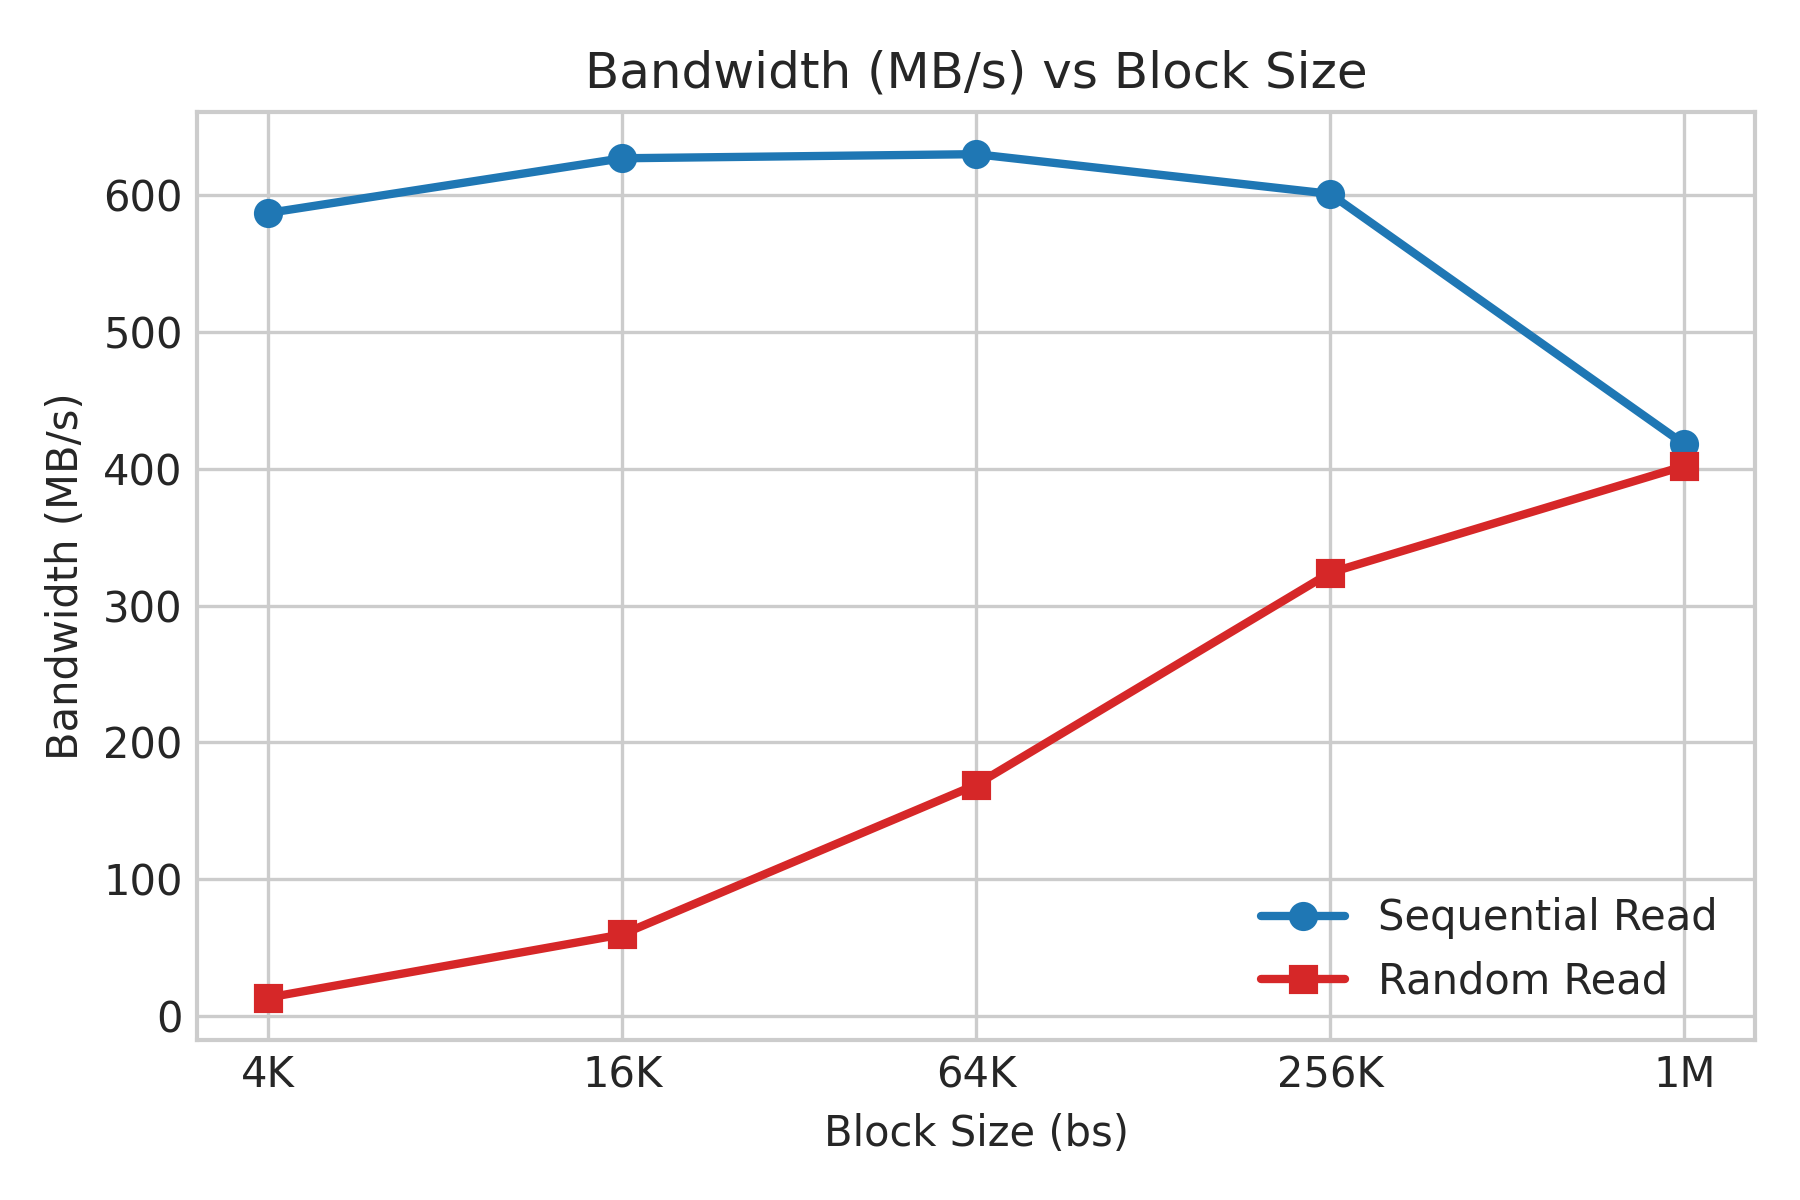 Bandwidth (MB/s) vs Block Size
Bandwidth (MB/s)
600
500
400
300
200
100
0
Sequential Read
Random Read
4K 16K 64K 256K 1M
Block Size (bs)